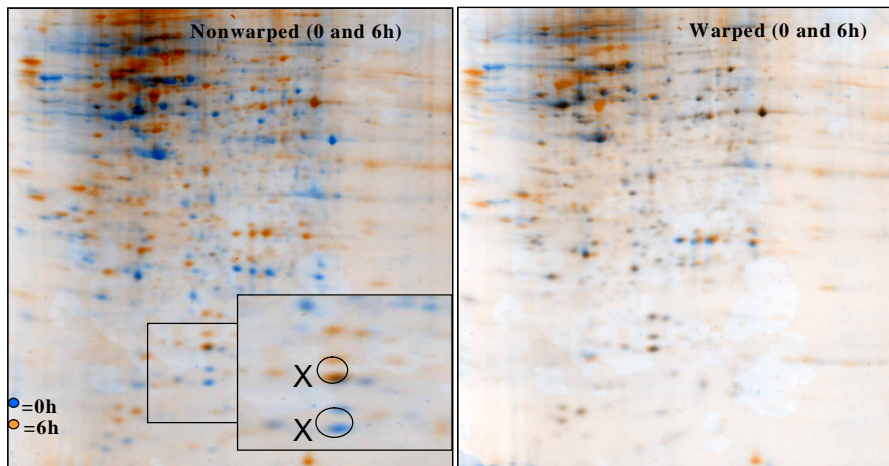 Nonwarped (0 and 6h)
Warped (0 and 6h)
X
X
=0h
=6h